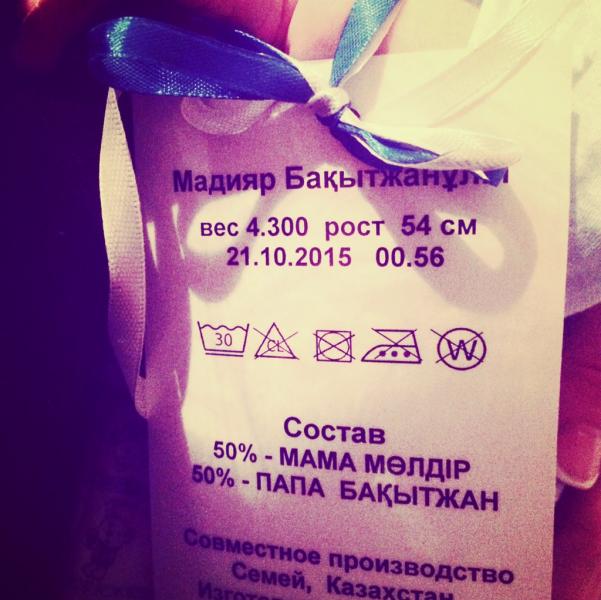 Мадияр
вес 4.300 рост 54 см
21.10.2015 00.56
30
CL
W
Состав
50% - МАМА МӨЛДІР
50% - ПАПА БАҚЫТЖАН
Совместное производство
Семей, Казахстан